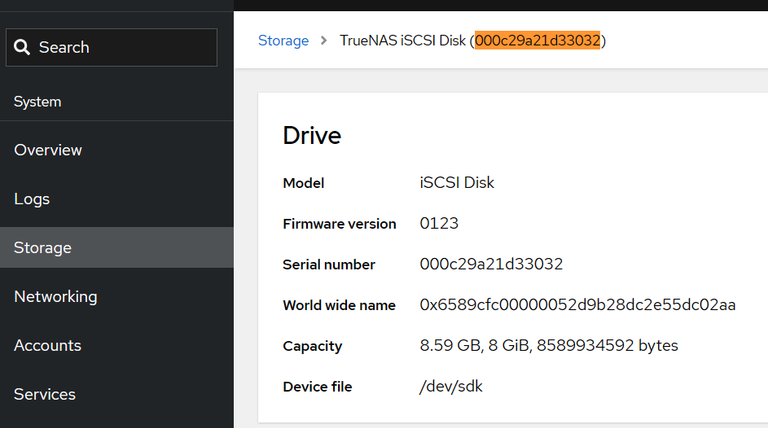 Search
System
Overview
Logs
Storage
Networking
Accounts
Services
Storage > TrueNAS iSCSI Disk (000c29a21d33032)
Drive
Model iSCSI Disk
Firmware version 0123
Serial number 000c29a21d33032
World wide name 0x6589cfc00000052d9b28dc2e55dc02aa
Capacity 8.59 GB, 8 GiB, 8589934592 bytes
Device file /dev/sdk